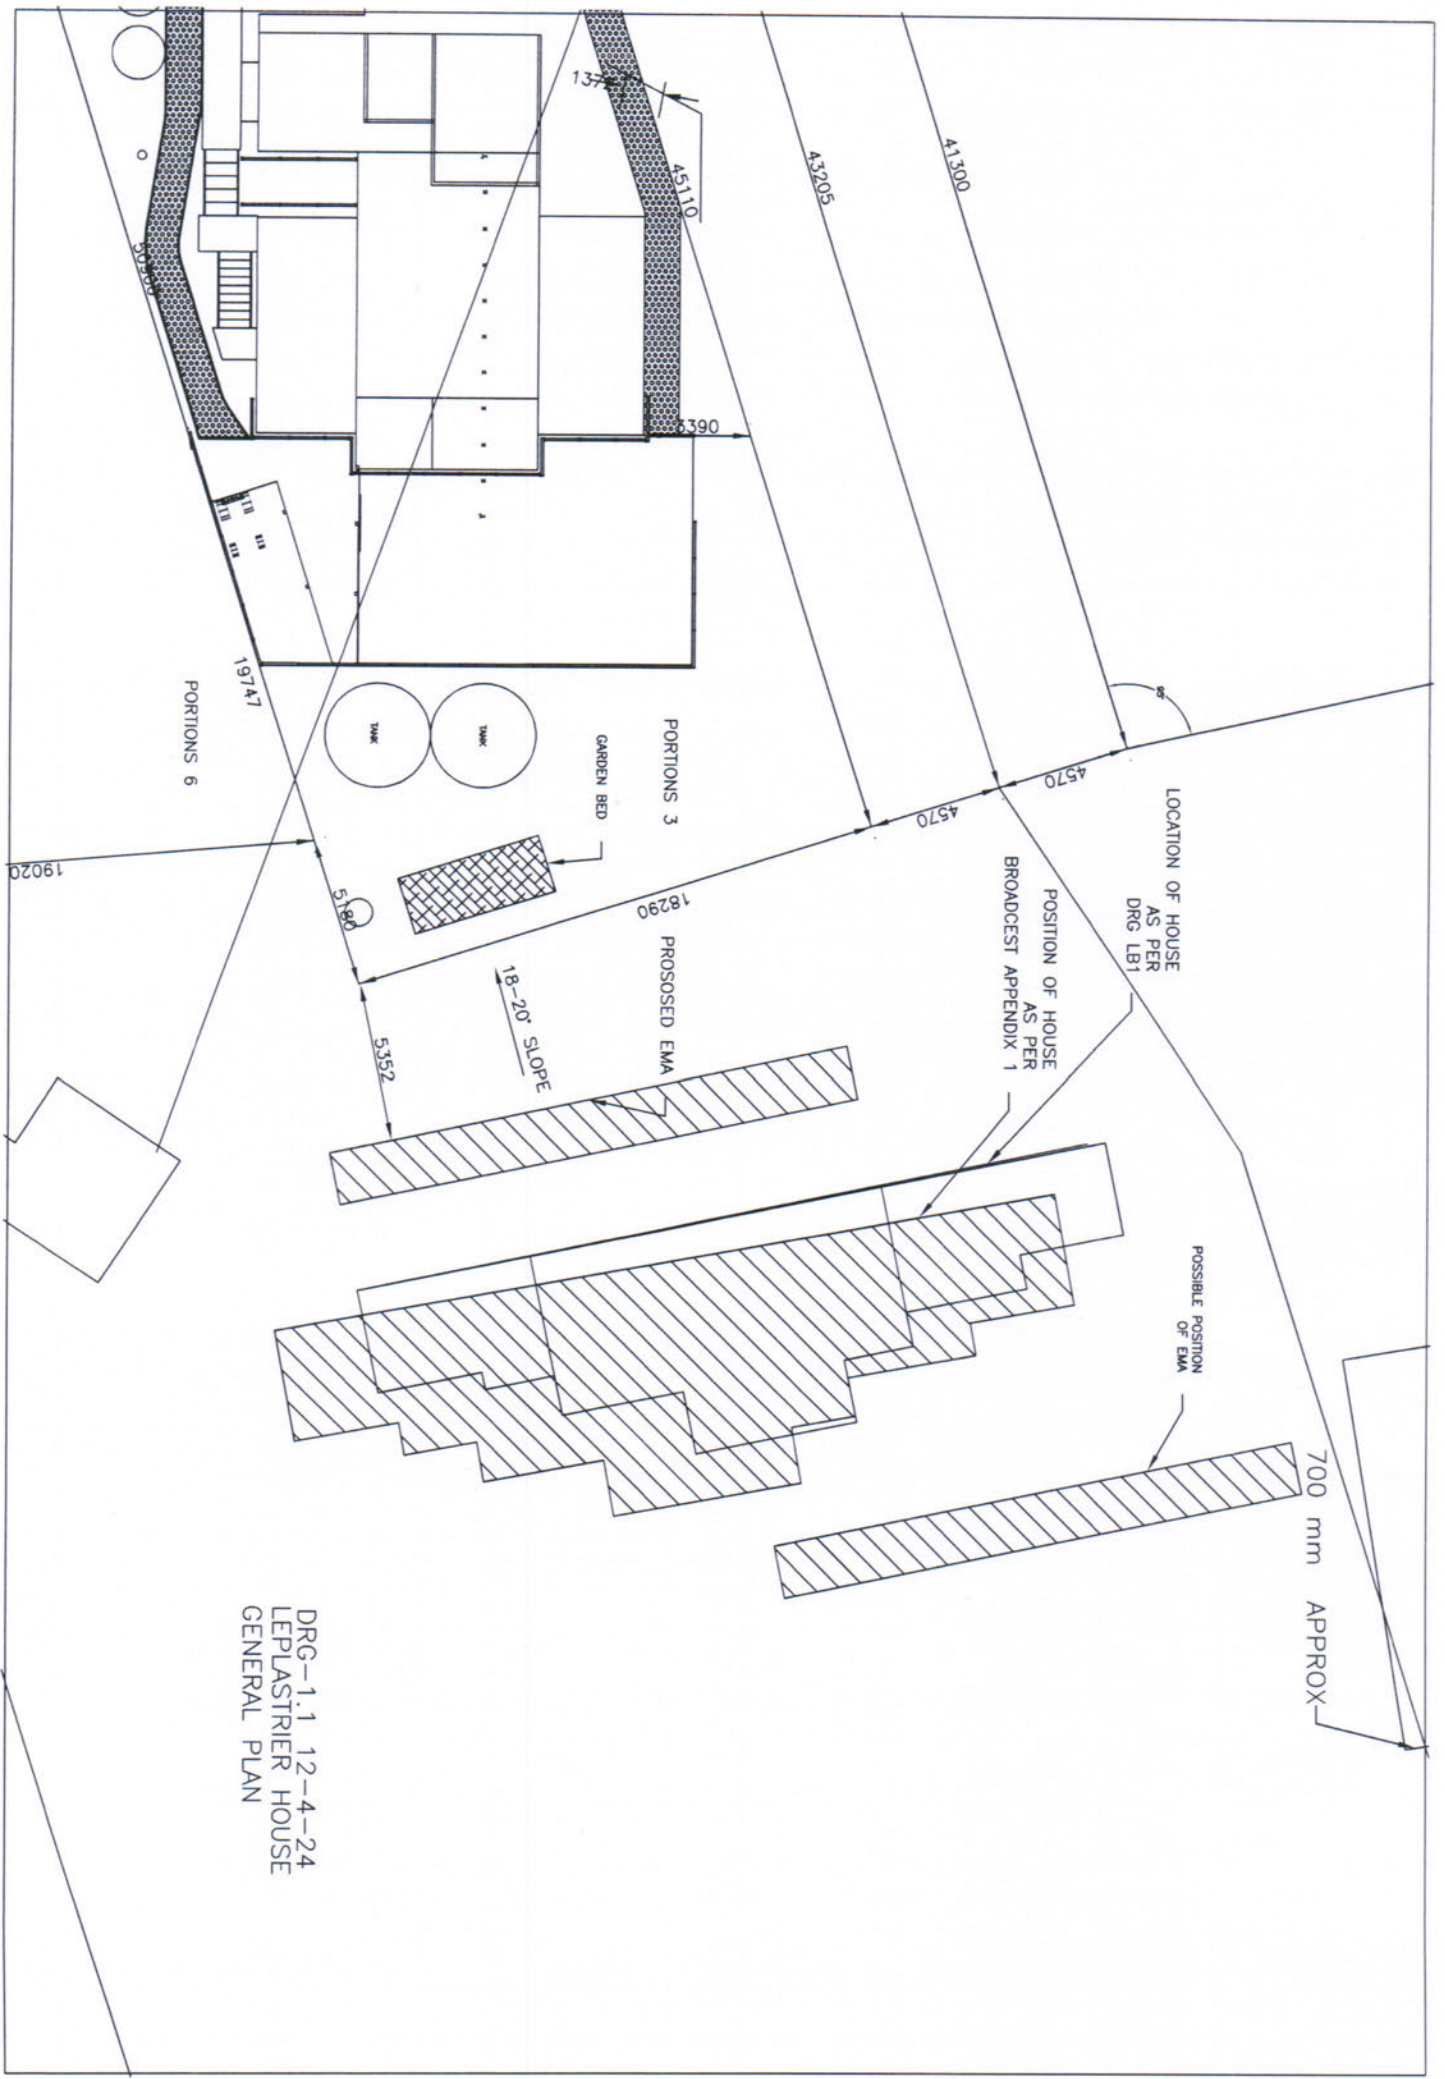 41300
43205
45110
3390
50900
19747
19020
5180
5352
18290
4570
4570
TANK
TANK
GARDEN BED
PORTIONS 3
PORTIONS 6
LOCATION OF HOUSE
AS PER
DRG LB1
POSITION OF HOUSE
AS PER
BROADCEST APPENDIX 1
PROSOSED EMA
18-20° SLOPE
POSSIBLE POSITION
OF EMA
700 mm APPROX
DRG-1.1 12-4-24
LEPLASTRIER HOUSE
GENERAL PLAN